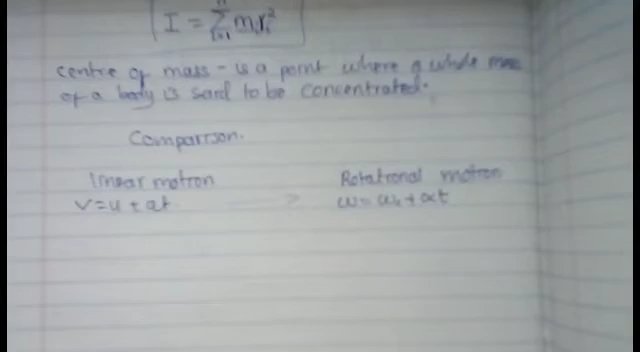 I = Σ mᵢrᵢ²
centre of mass - is a point where a whole mass
of a body is said to be concentrated.
Comparison.
linear motion Rotational motion
v = u + at ω = ω₀ + αt